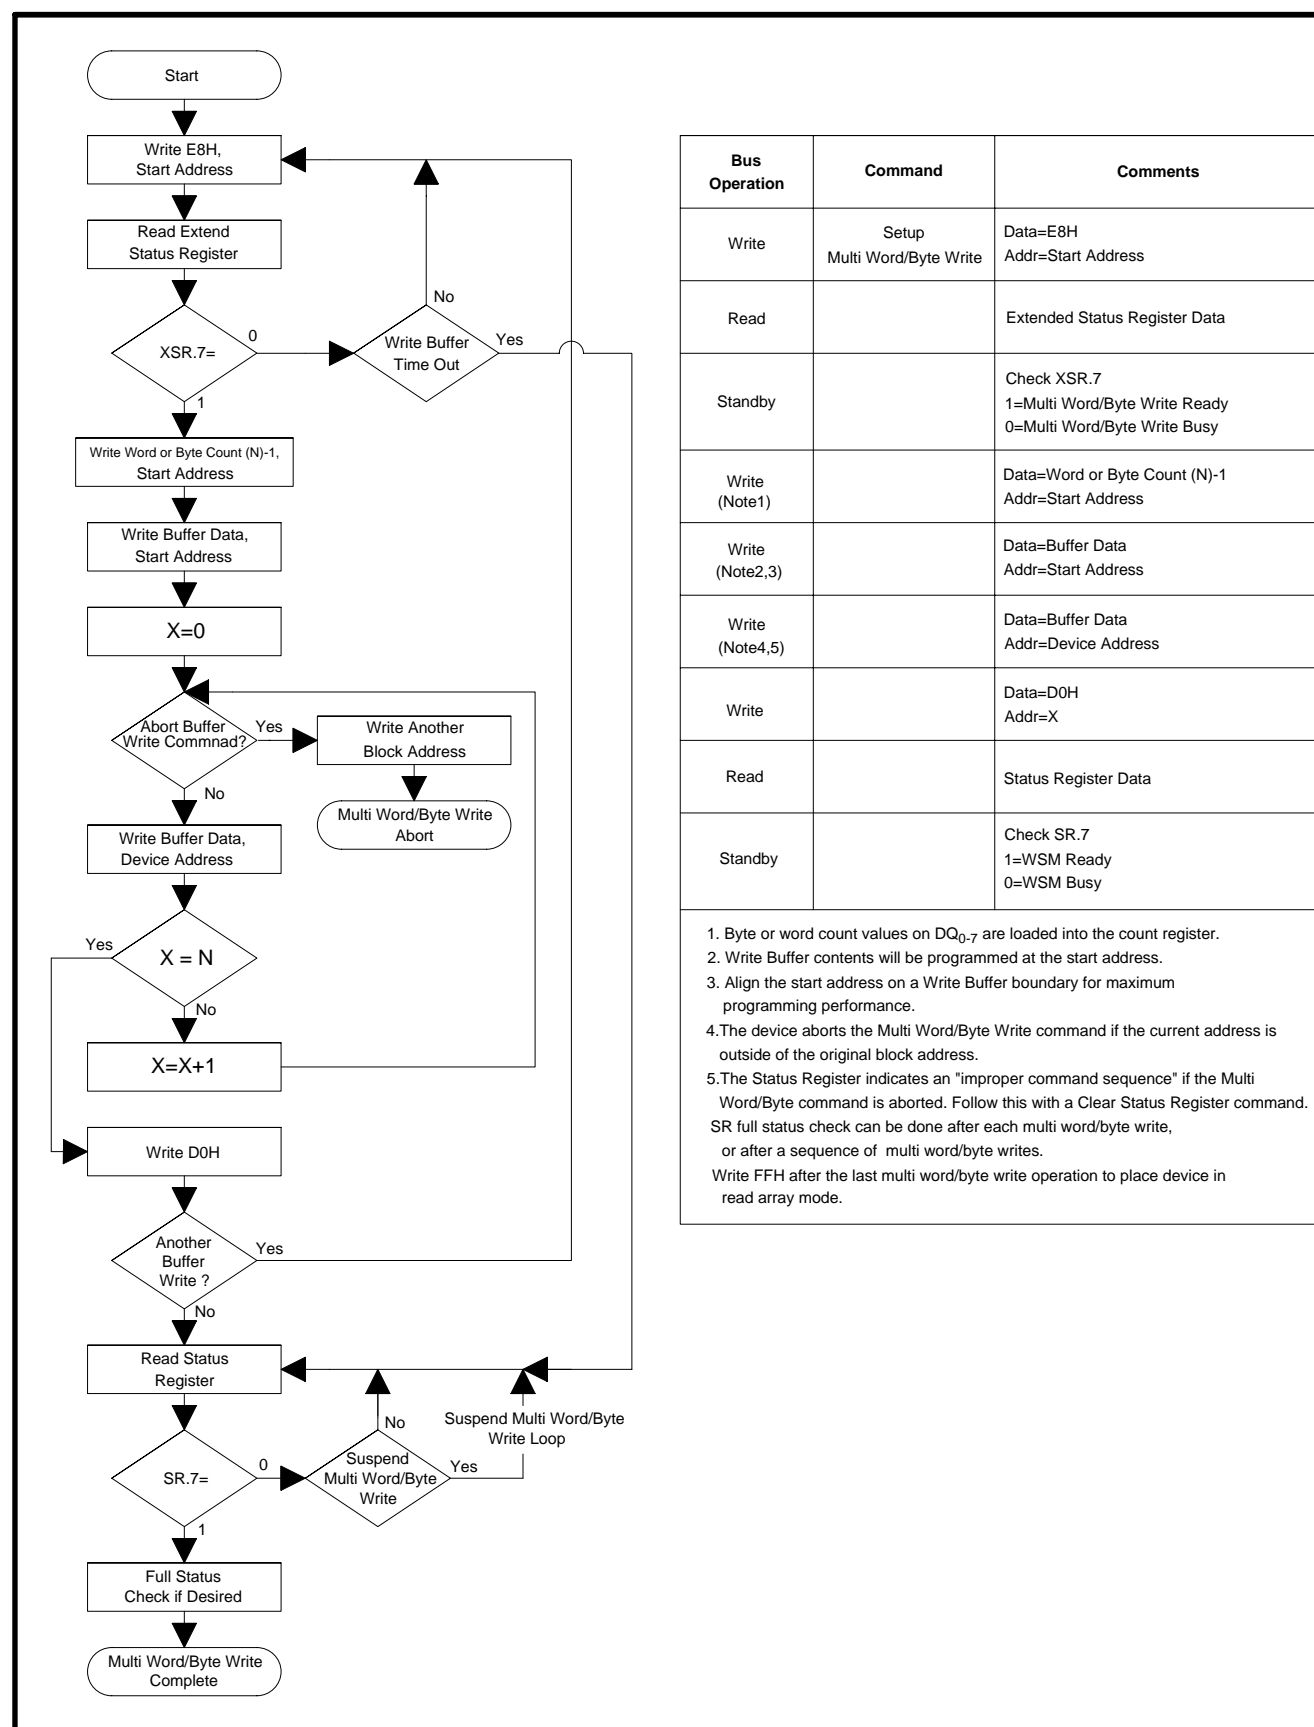 Start
Write E8H,
Start Address
Read Extend
Status Register
XSR.7=
0
1
Write Buffer
Time Out
No
Yes
Write Word or Byte Count (N)-1,
Start Address
Write Buffer Data,
Start Address
X=0
Abort Buffer
Write Commnad?
Yes
No
Write Another
Block Address
Multi Word/Byte Write
Abort
Write Buffer Data,
Device Address
X = N
Yes
No
X=X+1
Write D0H
Another
Buffer
Write ?
Yes
No
Read Status
Register
SR.7=
0
1
Suspend
Multi Word/Byte
Write
No
Yes
Suspend Multi Word/Byte
Write Loop
Full Status
Check if Desired
Multi Word/Byte Write
Complete
Bus
Operation
Command
Comments
Write
Setup
Multi Word/Byte Write
Data=E8H
Addr=Start Address
Read
Extended Status Register Data
Standby
Check XSR.7
1=Multi Word/Byte Write Ready
0=Multi Word/Byte Write Busy
Write
(Note1)
Data=Word or Byte Count (N)-1
Addr=Start Address
Write
(Note2,3)
Data=Buffer Data
Addr=Start Address
Write
(Note4,5)
Data=Buffer Data
Addr=Device Address
Write
Data=D0H
Addr=X
Read
Status Register Data
Standby
Check SR.7
1=WSM Ready
0=WSM Busy
1. Byte or word count values on DQ0-7 are loaded into the count register.
2. Write Buffer contents will be programmed at the start address.
3. Align the start address on a Write Buffer boundary for maximum
programming performance.
4.The device aborts the Multi Word/Byte Write command if the current address is
outside of the original block address.
5.The Status Register indicates an "improper command sequence" if the Multi
Word/Byte command is aborted. Follow this with a Clear Status Register command.
SR full status check can be done after each multi word/byte write,
or after a sequence of multi word/byte writes.
Write FFH after the last multi word/byte write operation to place device in
read array mode.